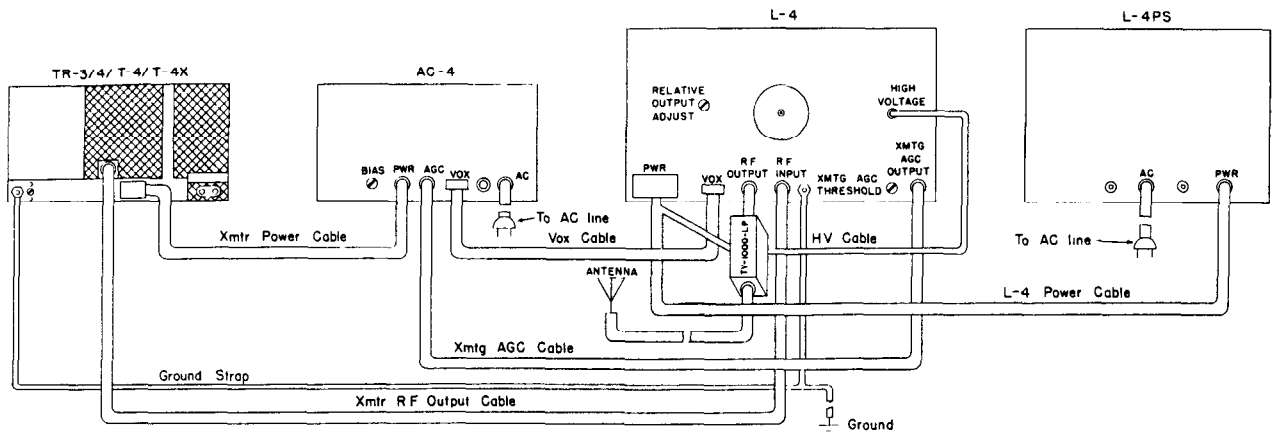 L-4
L-4PS
TR-3/4/ T-4/ T-4X
AC-4
RELATIVE
OUTPUT
ADJUST
HIGH
VOLTAGE
XMTG
AGC
OUTPUT
BIAS
PWR
AGC
VOX
AC
PWR
VOX
RF
OUTPUT
RF
INPUT
XMTG AGC
THRESHOLD
AC
PWR
To AC line
Xmtr Power Cable
Vox Cable
TV-1000-LP
HV Cable
To AC line
ANTENNA
L-4 Power Cable
Xmtg AGC Cable
Ground Strap
Xmtr RF Output Cable
Ground